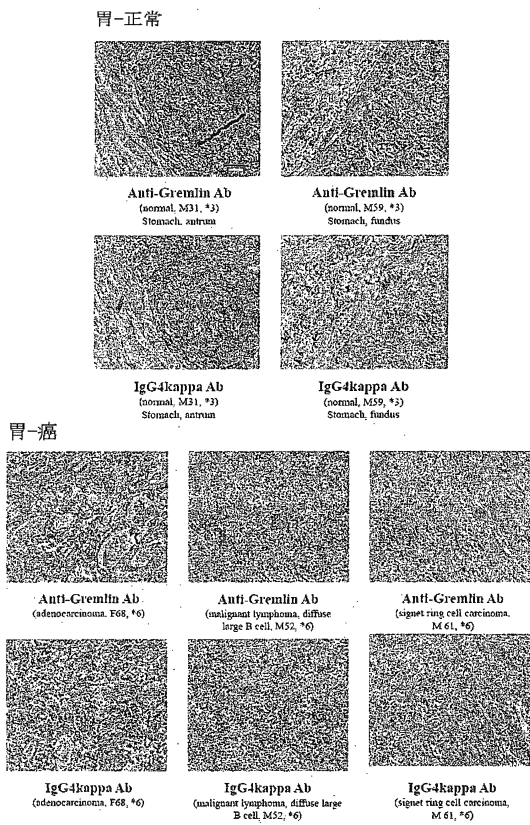 胃-正常
Anti-Gremlin Ab
(normal, M31, *3)
Stomach, antrum
Anti-Gremlin Ab
(normal, M59, *3)
Stomach, fundus
IgG4kappa Ab
(normal, M31, *3)
Stomach, antrum
IgG4kappa Ab
(normal, M59, *3)
Stomach, fundus
胃-癌
Anti-Gremlin Ab
(adenocarcinoma, F68, *6)
Anti-Gremlin Ab
(malignant lymphoma, diffuse
large B cell, M52, *6)
Anti-Gremlin Ab
(signet ring cell carcinoma,
M 61, *6)
IgG4kappa Ab
(adenocarcinoma, F68, *6)
IgG4kappa Ab
(malignant lymphoma, diffuse large
B cell, M52, *6)
IgG4kappa Ab
(signet ring cell carcinoma,
M 61, *6)